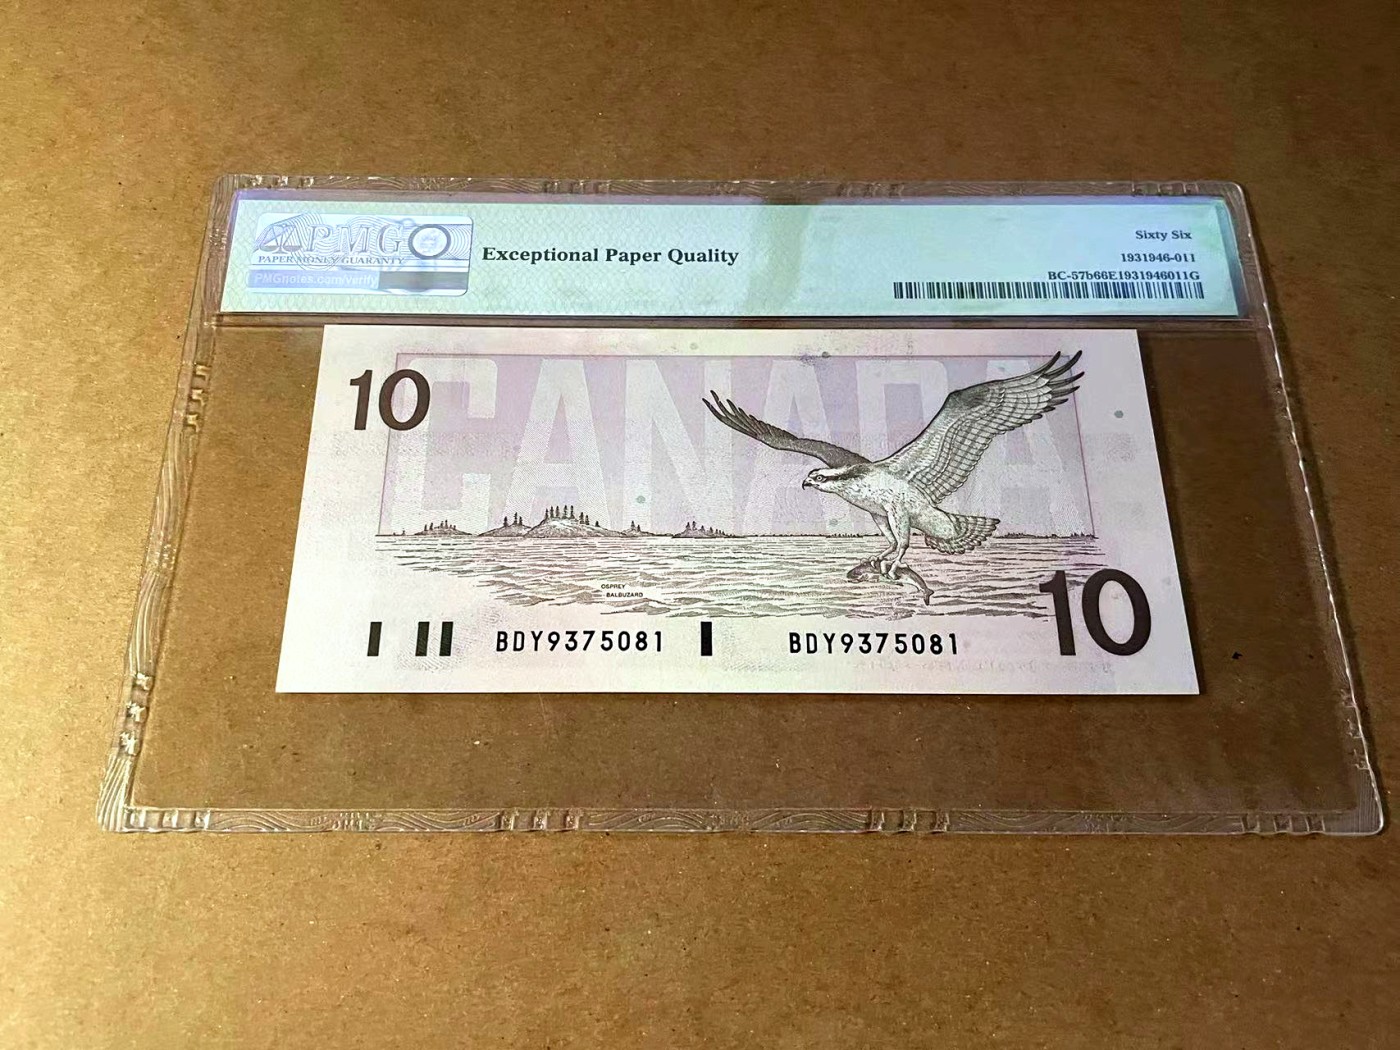 PMG
PAPER MONEY GUARANTY
PMGnotes.com/verify
Exceptional Paper Quality
Sixty Six
1931946-011
BC-57b66E1931946011G
CANADA
10
OSPREY
BALBUZARD
10
BDY9375081 BDY9375081